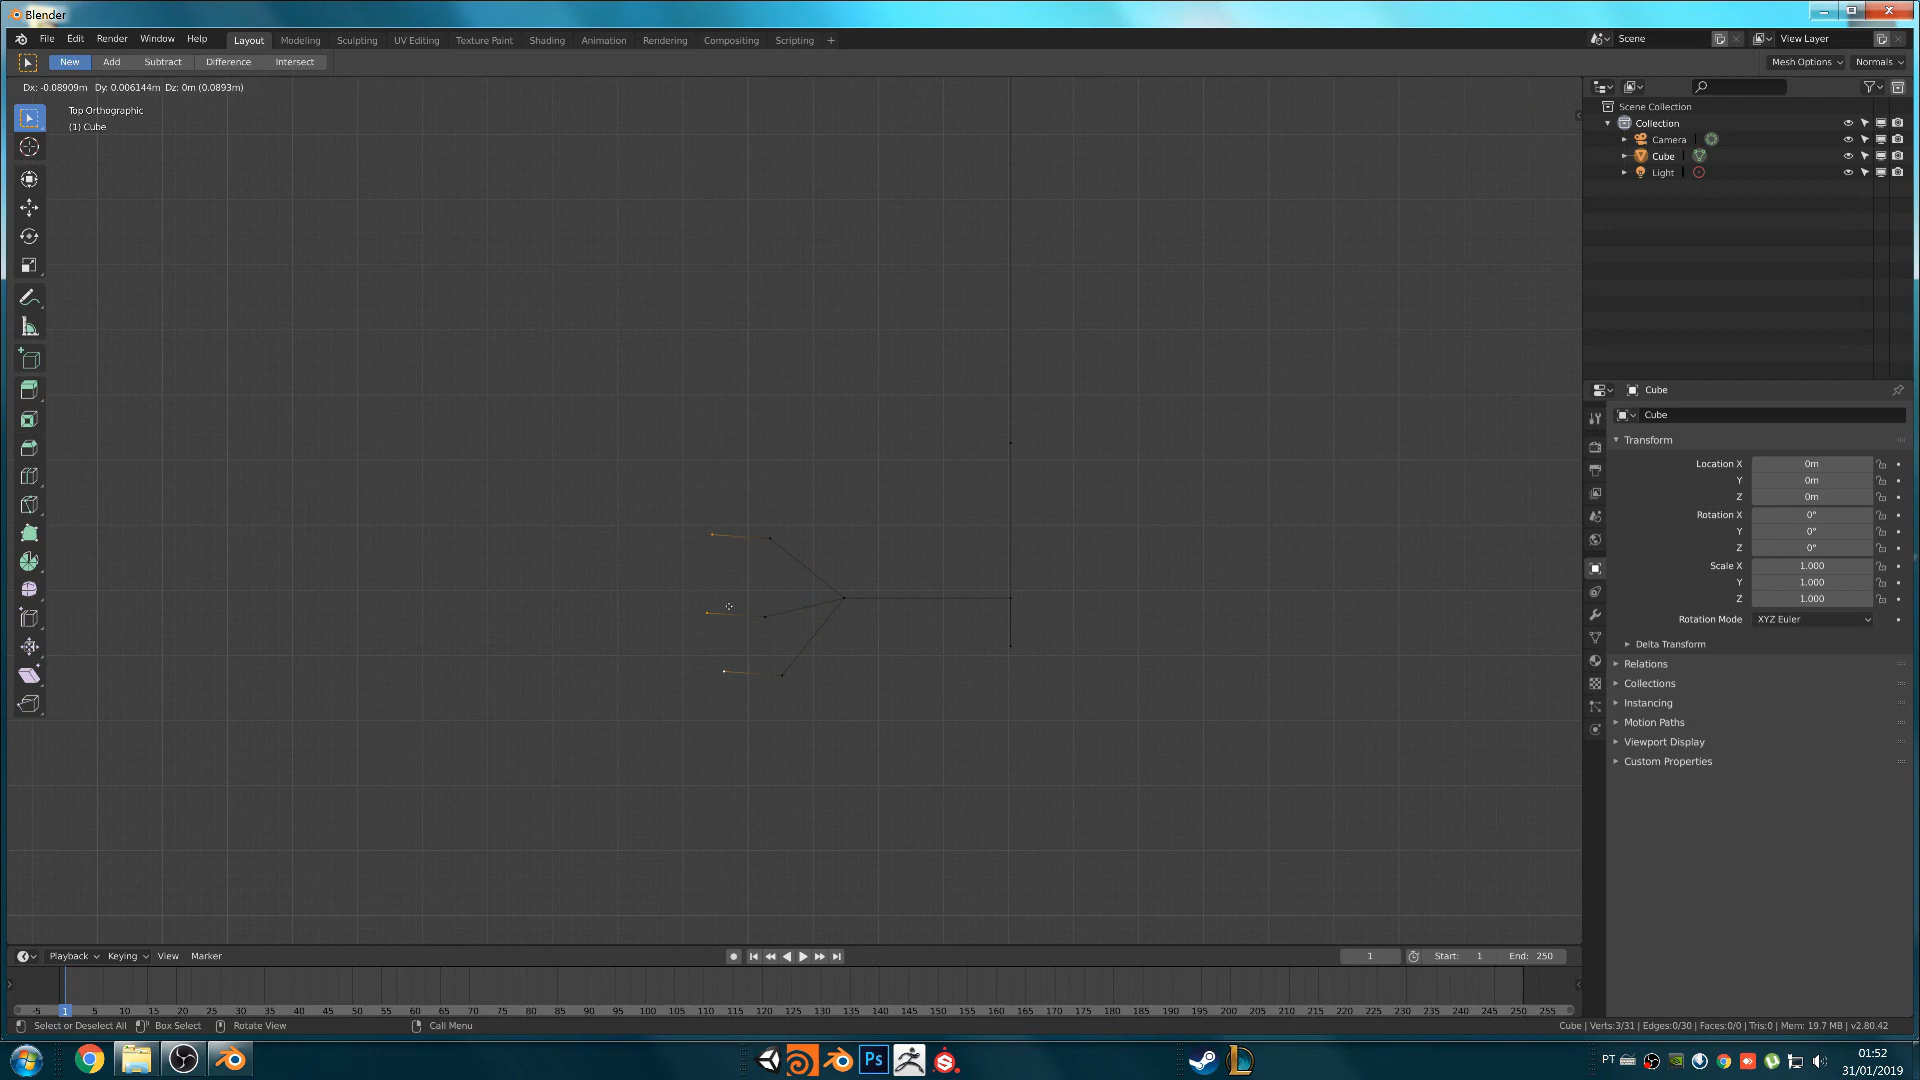 Blender
File Edit Render Window Help Layout Modeling Sculpting UV Editing Texture Paint Shading Animation Rendering Compositing Scripting + Scene View Layer
New Add Subtract Difference Intersect Mesh Options Normals
Dx: -0.08909m Dy: 0.006144m Dz: 0m (0.0893m)
Top Orthographic
(1) Cube
Scene Collection
Collection
Camera
Cube
Light
Cube
Cube
Transform
Location X 0m
Y 0m
Z 0m
Rotation X 0°
Y 0°
Z 0°
Scale X 1.000
Y 1.000
Z 1.000
Rotation Mode XYZ Euler
Delta Transform
Relations
Collections
Instancing
Motion Paths
Viewport Display
Custom Properties
Playback Keying View Marker 1 Start: 1 End: 250
-5 1 5 10 15 20 25 30 35 40 45 50 55 60 65 70 75 80 85 90 95 100 105 110 115 120 125 130 135 140 145 150 155 160 165 170 175 180 185 190 195 200 205 210 215 220 225 230 235 240 245 250 255
Select or Deselect All Box Select Rotate View Call Menu Cube | Verts:3/31 | Edges:0/30 | Faces:0/0 | Tris:0 | Mem: 19.7 MB | v2.80.42
Ps PT 01:52
31/01/2019